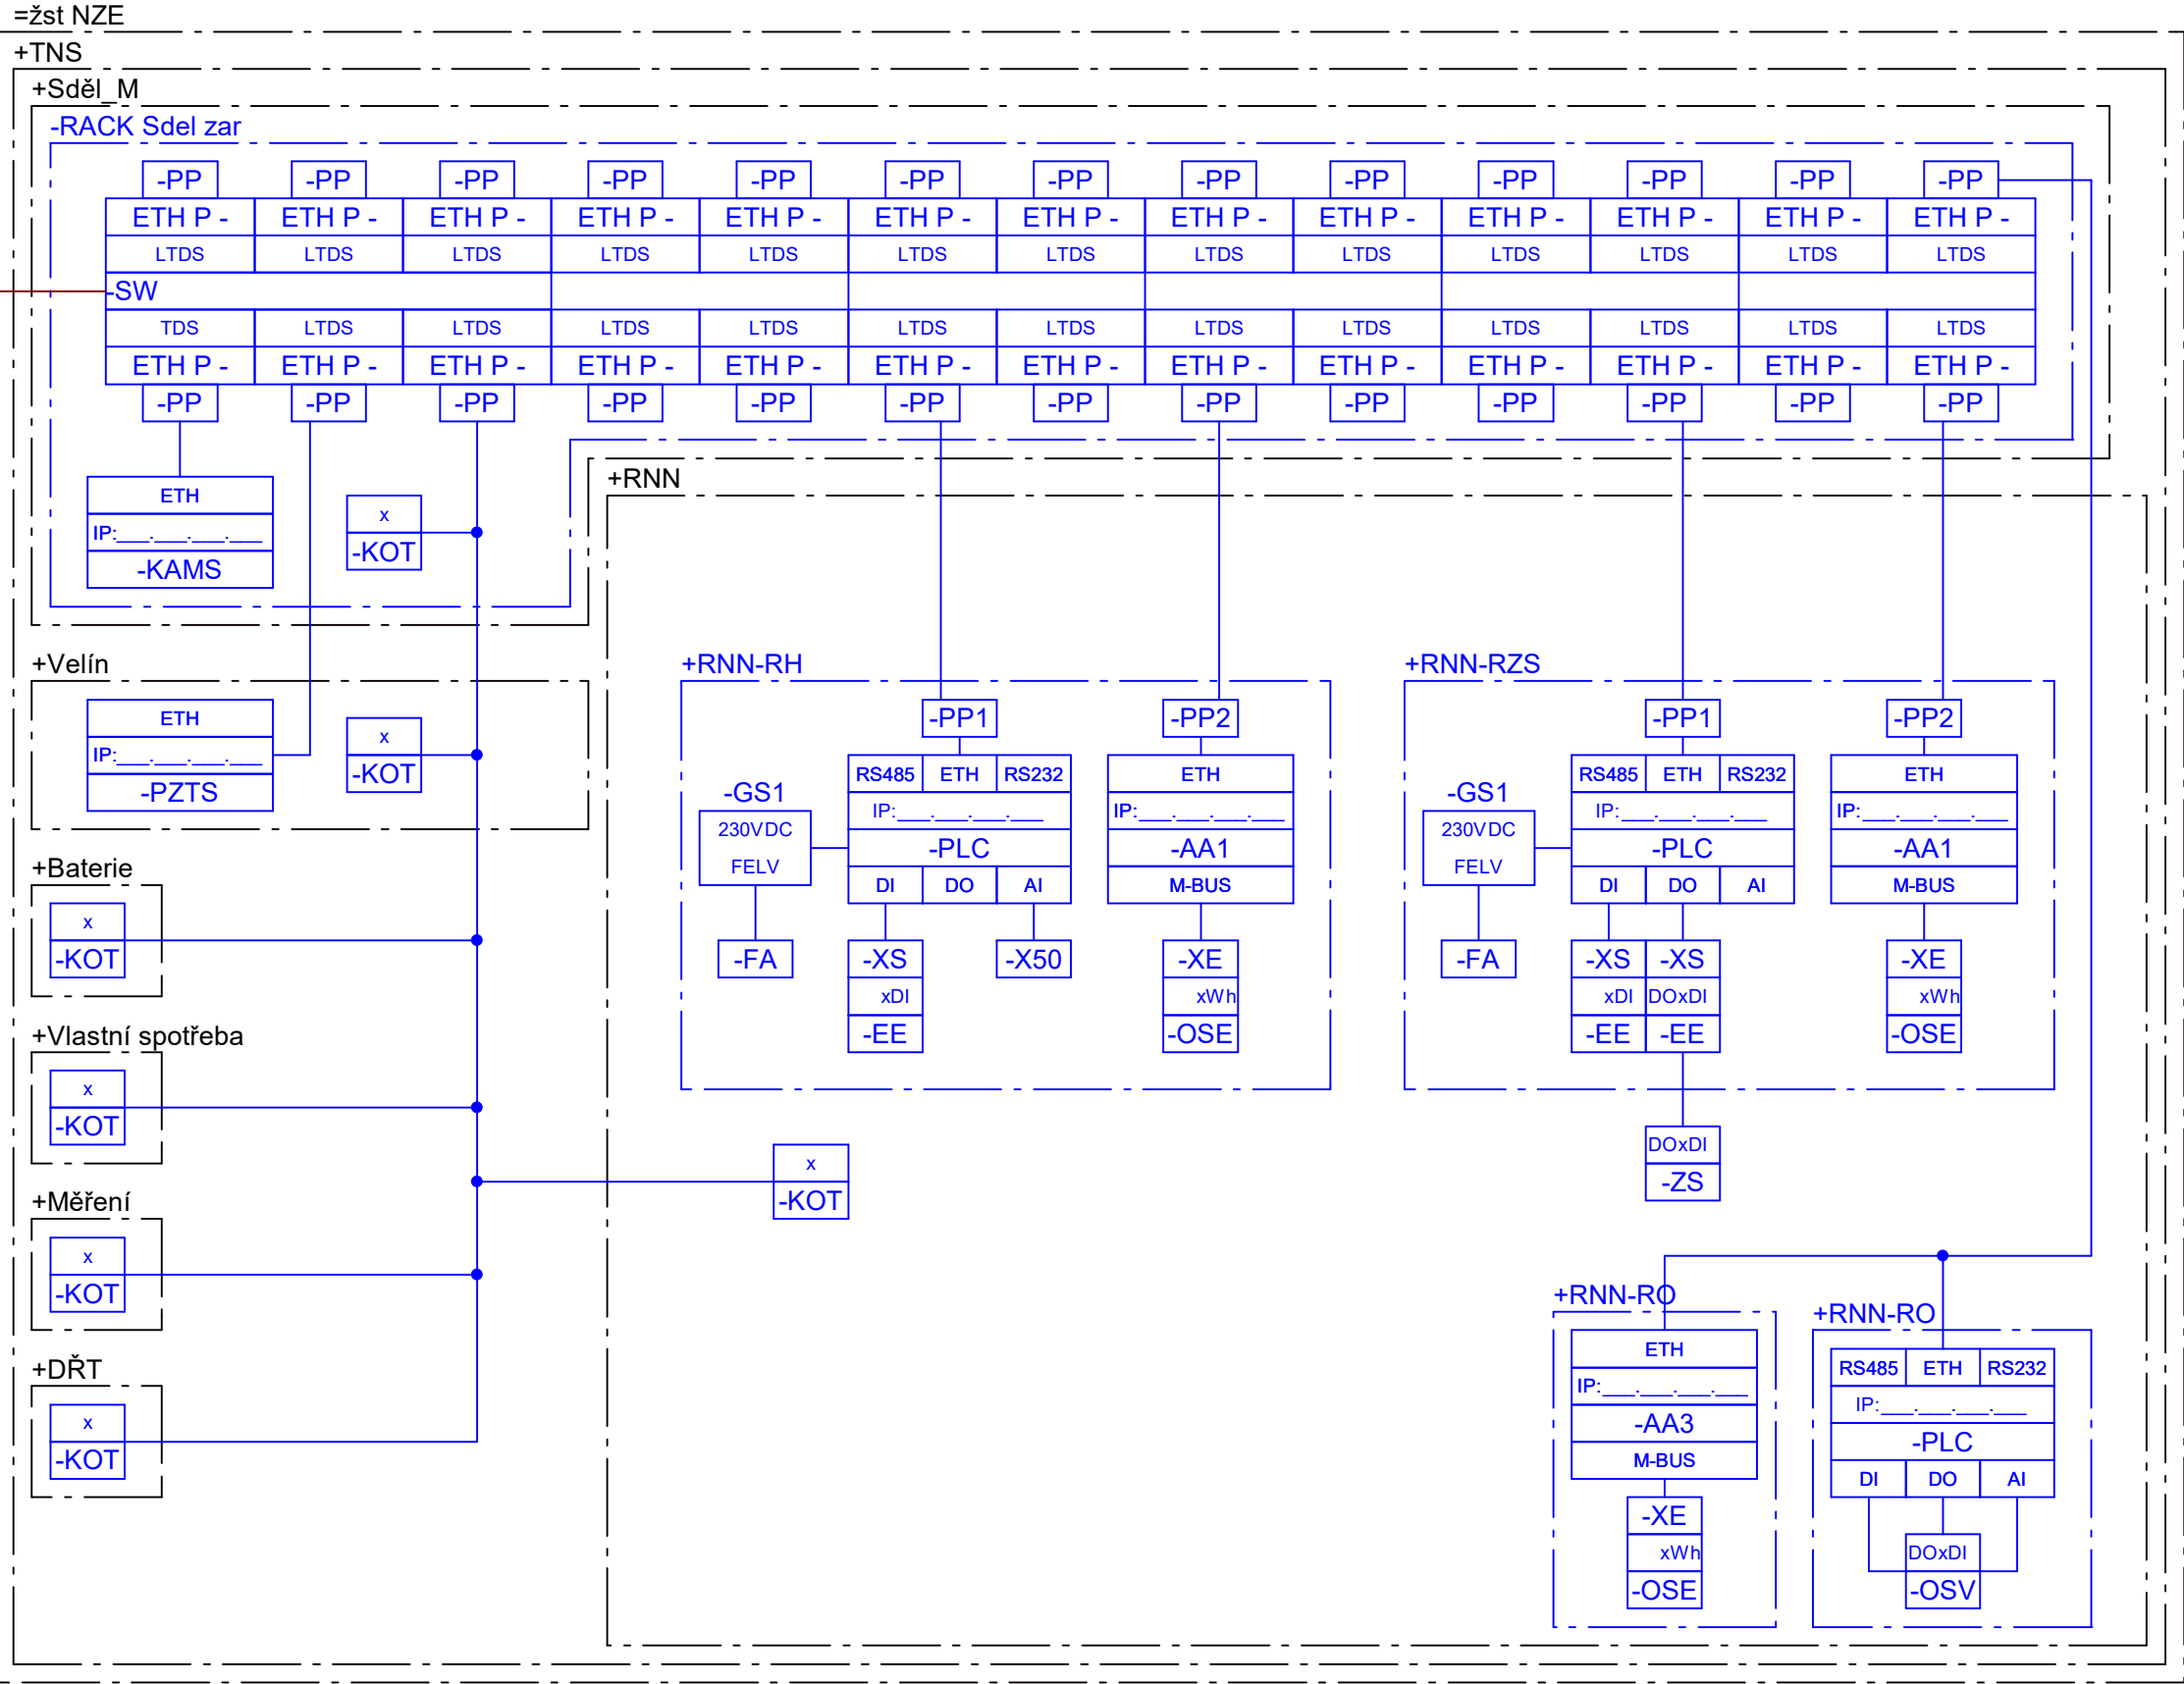 =žst NZE
+TNS
+Sděl_M
-RACK Sdel zar
-PP -PP -PP -PP -PP -PP -PP -PP -PP -PP -PP -PP -PP
ETH P - ETH P - ETH P - ETH P - ETH P - ETH P - ETH P - ETH P - ETH P - ETH P - ETH P - ETH P - ETH P -
LTDS LTDS LTDS LTDS LTDS LTDS LTDS LTDS LTDS LTDS LTDS LTDS LTDS
-SW
TDS LTDS LTDS LTDS LTDS LTDS LTDS LTDS LTDS LTDS LTDS LTDS LTDS
ETH P - ETH P - ETH P - ETH P - ETH P - ETH P - ETH P - ETH P - ETH P - ETH P - ETH P - ETH P - ETH P -
-PP -PP -PP -PP -PP -PP -PP -PP -PP -PP -PP -PP -PP
ETH
IP:___.___.___.___
-KAMS
x
-KOT
+Velín
ETH
IP:___.___.___.___
-PZTS
x
-KOT
+Baterie
x
-KOT
+Vlastní spotřeba
x
-KOT
+Měření
x
-KOT
+DŘT
x
-KOT
+RNN
+RNN-RH
-PP1
RS485 ETH RS232
IP:___.___.___.___
-PLC
DI DO AI
-GS1
230VDC
FELV
-FA
-XS
xDI
-EE
-X50
-PP2
ETH
IP:___.___.___.___
-AA1
M-BUS
-XE
xWh
-OSE
x
-KOT
+RNN-RZS
-PP1
RS485 ETH RS232
IP:___.___.___.___
-PLC
DI DO AI
-GS1
230VDC
FELV
-FA
-XS -XS
xDI DOxDI
-EE -EE
-PP2
ETH
IP:___.___.___.___
-AA1
M-BUS
-XE
xWh
-OSE
DOxDI
-ZS
+RNN-RO
ETH
IP:___.___.___.___
-AA3
M-BUS
-XE
xWh
-OSE
+RNN-RO
RS485 ETH RS232
IP:___.___.___.___
-PLC
DI DO AI
DOxDI
-OSV